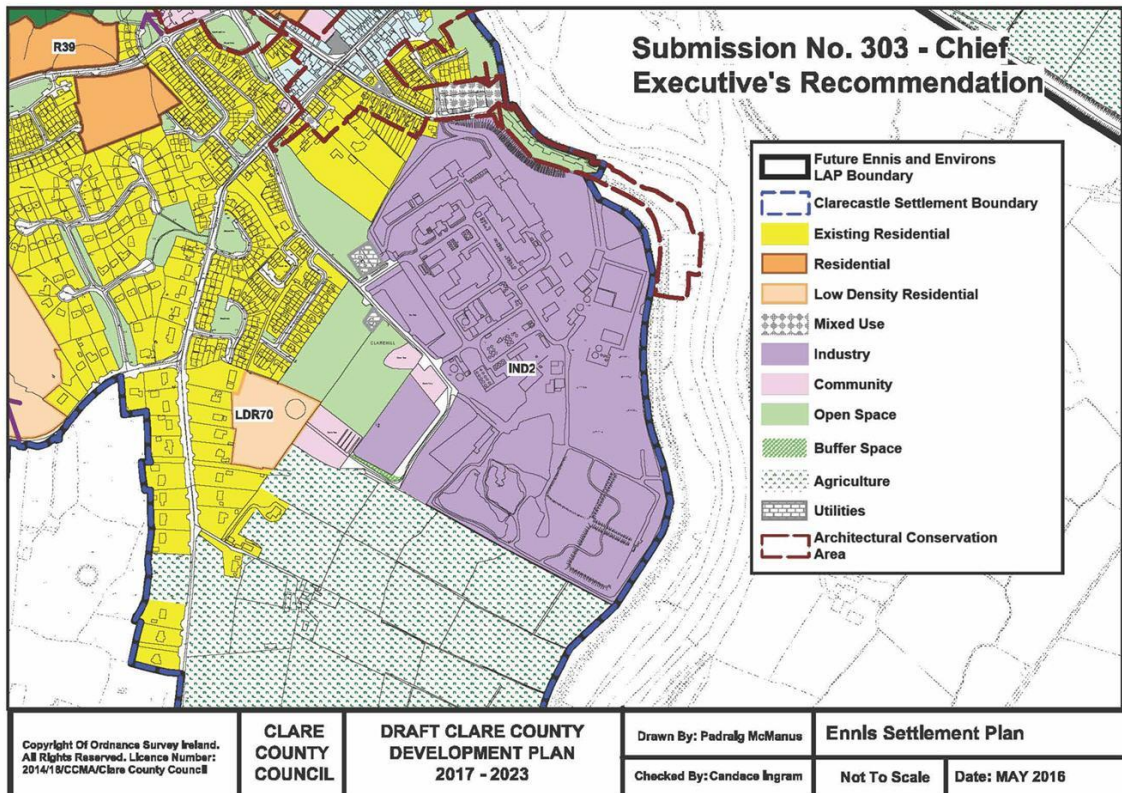 Submission No. 303 - Chief
Executive's Recommendation
R39
Future Ennis and Environs
LAP Boundary
Clarecastle Settlement Boundary
Existing Residential
Residential
Low Density Residential
Mixed Use
Industry
Community
Open Space
Buffer Space
Agriculture
Utilities
Architectural Conservation
Area
CLAREHILL
IND2
LDR70
Copyright Of Ordnance Survey Ireland.
All Rights Reserved. Licence Number:
2014/18/CCMA/Clare County Council
CLARE
COUNTY
COUNCIL
DRAFT CLARE COUNTY
DEVELOPMENT PLAN
2017 - 2023
Drawn By: Padraig McManus
Checked By: Candace Ingram
Ennis Settlement Plan
Not To Scale
Date: MAY 2016